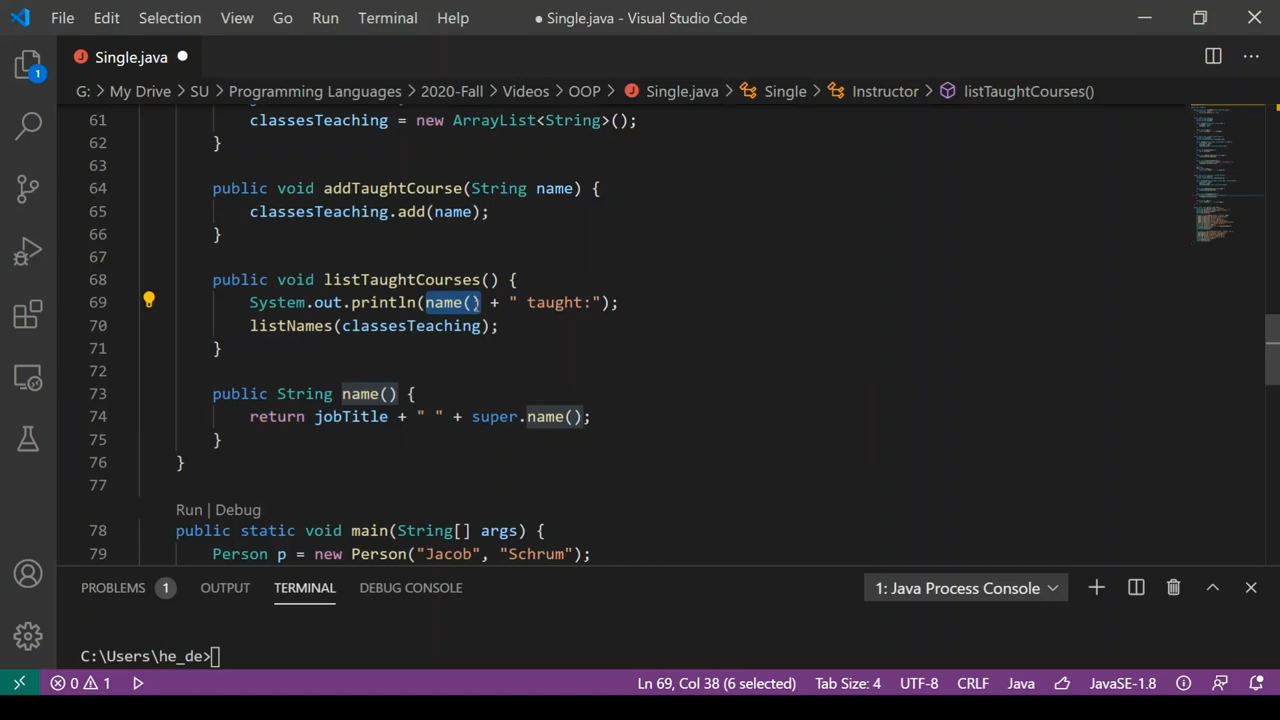 File Edit Selection View Go Run Terminal Help ● Single.java - Visual Studio Code
Single.java
1
G: > My Drive > SU > Programming Languages > 2020-Fall > Videos > OOP > Single.java > Single > Instructor > listTaughtCourses()
61 classesTeaching = new ArrayList<String>();
62 }
63
64 public void addTaughtCourse(String name) {
65 classesTeaching.add(name);
66 }
67
68 public void listTaughtCourses() {
69 System.out.println(name() + " taught:");
70 listNames(classesTeaching);
71 }
72
73 public String name() {
74 return jobTitle + " " + super.name();
75 }
76 }
77
Run | Debug
78 public static void main(String[] args) {
79 Person p = new Person("Jacob", "Schrum");
PROBLEMS 1 OUTPUT TERMINAL DEBUG CONSOLE 1: Java Process Console
C:\Users\he_de>
0 1 Ln 69, Col 38 (6 selected) Tab Size: 4 UTF-8 CRLF Java JavaSE-1.8